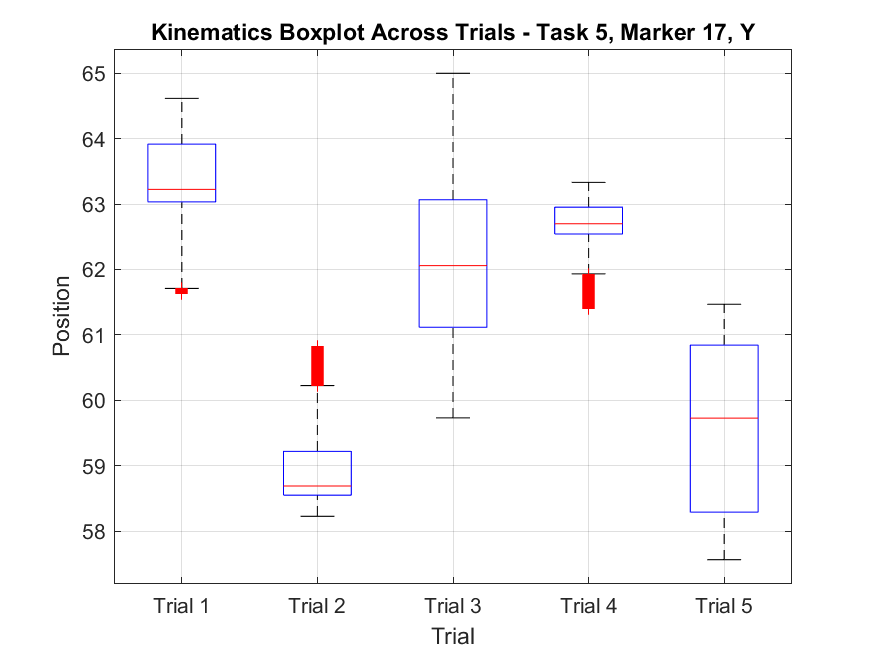 Kinematics Boxplot Across Trials - Task 5, Marker 17, Y
65
64
63
62
61
60
59
58
Position
Trial 1 Trial 2 Trial 3 Trial 4 Trial 5
Trial